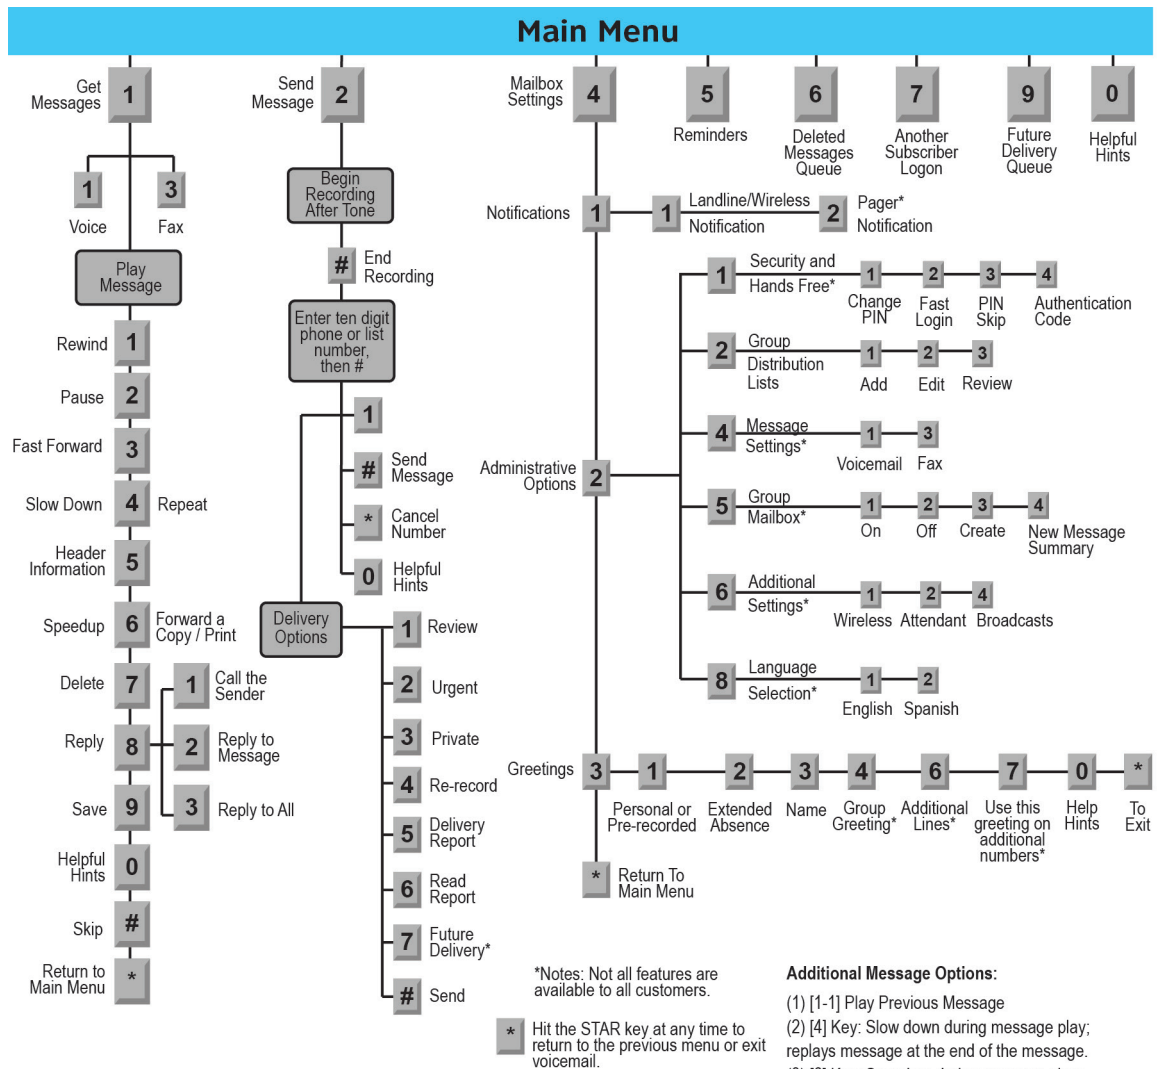 Main Menu
Get
Messages
1
1
3
Voice
Fax
Play
Message
Rewind
1
Pause
2
Fast Forward
3
Slow Down
4
Repeat
Header
Information
5
Speedup
6
Forward a
Copy / Print
Delete
7
Reply
8
1
Call the
Sender
2
Reply to
Message
3
Reply to All
Save
9
Helpful
Hints
0
Skip
#
Return to
Main Menu
*
Send
Message
2
Begin
Recording
After Tone
#
End
Recording
Enter ten digit
phone or list
number,
then #
1
#
Send
Message
*
Cancel
Number
0
Helpful
Hints
Delivery
Options
1
Review
2
Urgent
3
Private
4
Re-record
5
Delivery
Report
6
Read
Report
7
Future
Delivery*
#
Send
Mailbox
Settings
4
5
Reminders
6
Deleted
Messages
Queue
7
Another
Subscriber
Logon
9
Future
Delivery
Queue
0
Helpful
Hints
Notifications
1
1
Landline/Wireless
Notification
2
Pager*
Notification
Administrative
Options
2
1
Security and
Hands Free*
1
Change
PIN
2
Fast
Login
3
PIN
Skip
4
Authentication
Code
2
Group
Distribution
Lists
1
Add
2
Edit
3
Review
4
Message
Settings*
1
Voicemail
3
Fax
5
Group
Mailbox*
1
On
2
Off
3
Create
4
New Message
Summary
6
Additional
Settings*
1
Wireless
2
Attendant
4
Broadcasts
8
Language
Selection*
1
English
2
Spanish
Greetings
3
1
Personal or
Pre-recorded
2
Extended
Absence
3
Name
4
Group
Greeting*
6
Additional
Lines*
7
Use this
greeting on
additional
numbers*
0
Help
Hints
*
To
Exit
*
Return To
Main Menu
*Notes: Not all features are
available to all customers.
*
Hit the STAR key at any time to
return to the previous menu or exit
voicemail.
Additional Message Options:
(1) [1-1] Play Previous Message
(2) [4] Key: Slow down during message play;
replays message at the end of the message.